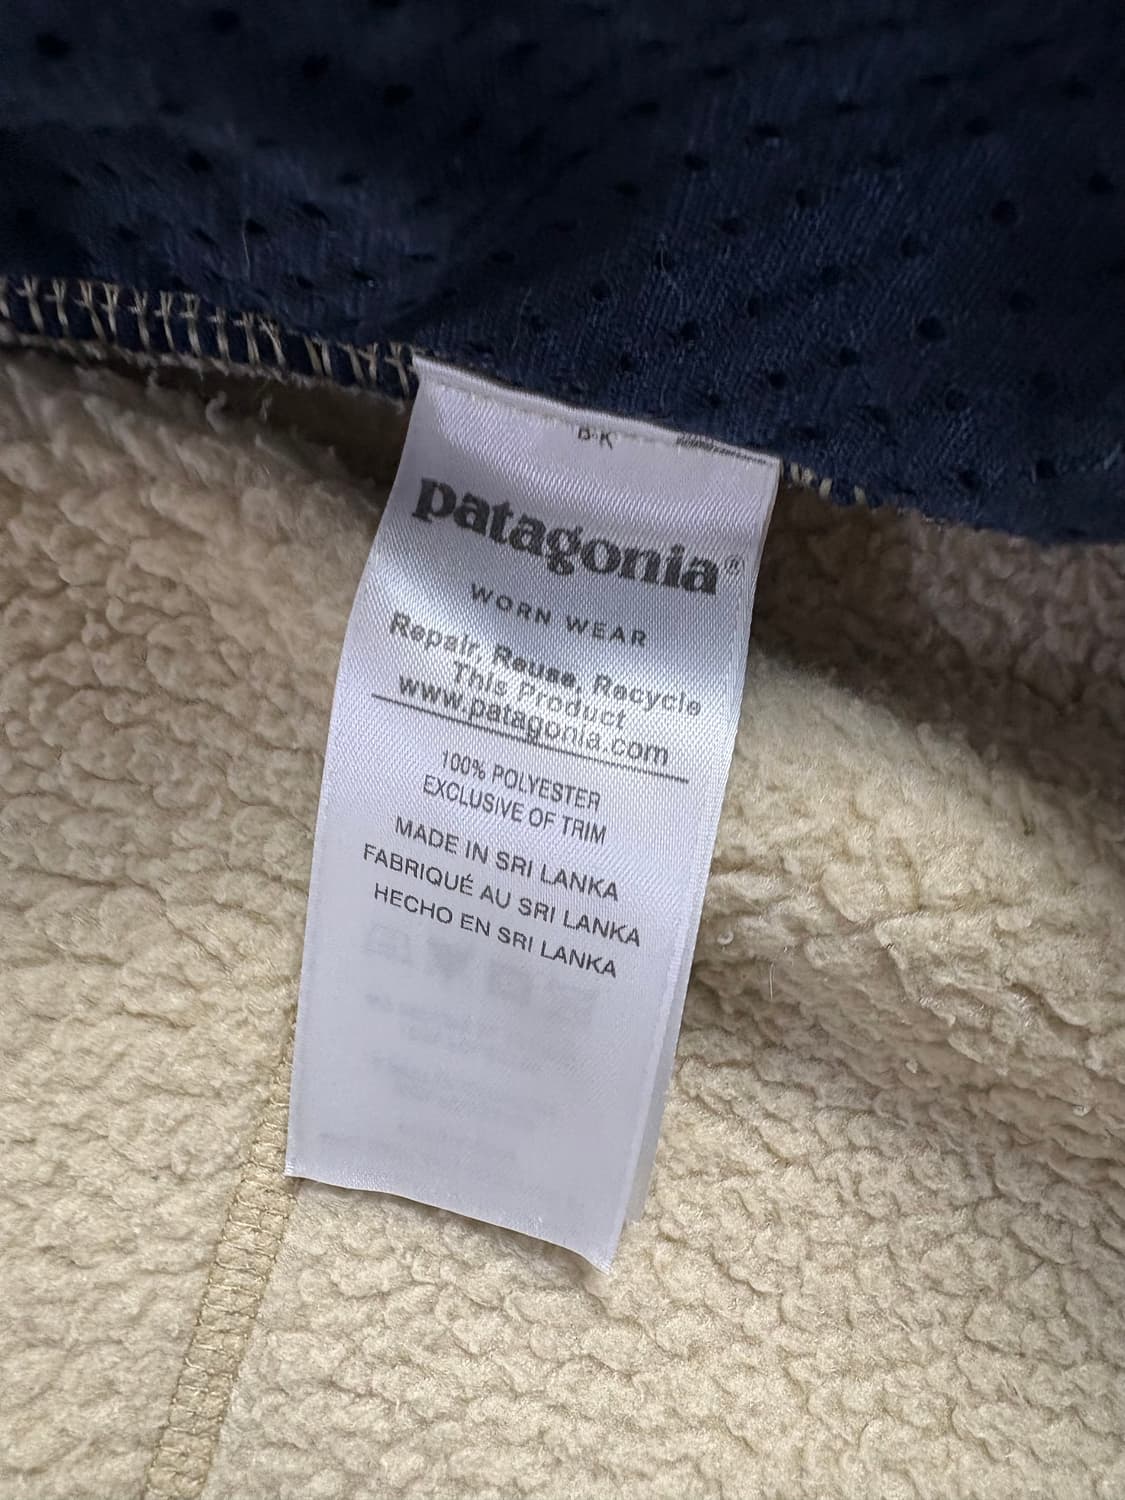 patagonia®
WORN WEAR
Repair, Reuse, Recycle
This Product
www.patagonia.com
100% POLYESTER
EXCLUSIVE OF TRIM
MADE IN SRI LANKA
FABRIQUÉ AU SRI LANKA
HECHO EN SRI LANKA